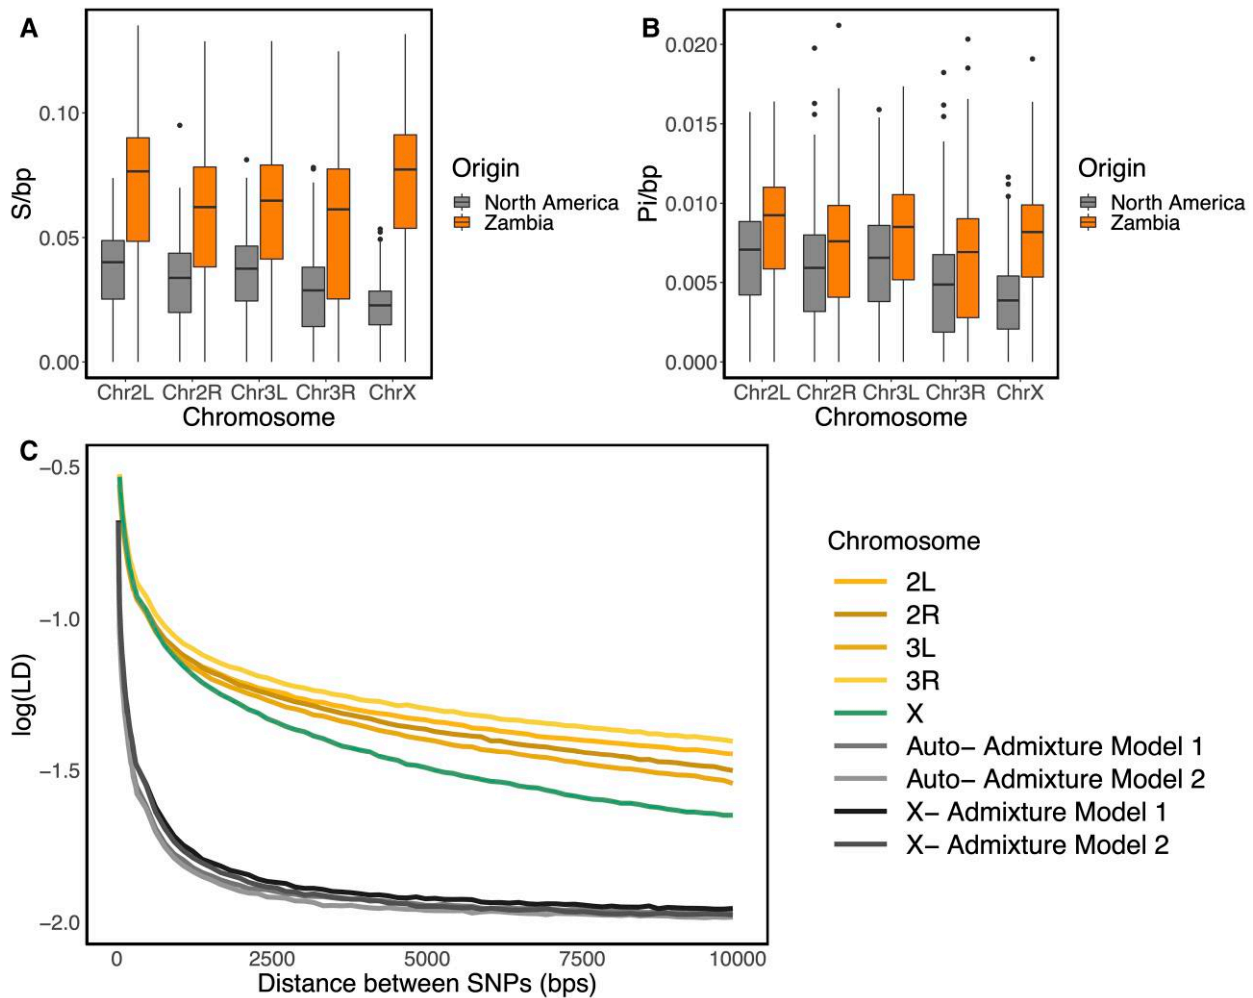 A
S/bp
0.10
0.05
0.00
Chr2L Chr2R Chr3L Chr3R ChrX
Chromosome
Origin
North America
Zambia
B
Pi/bp
0.020
0.015
0.010
0.005
0.000
Chr2L Chr2R Chr3L Chr3R ChrX
Chromosome
Origin
North America
Zambia
C
log(LD)
−0.5
−1.0
−1.5
−2.0
0 2500 5000 7500 10000
Distance between SNPs (bps)
Chromosome
2L
2R
3L
3R
X
Auto− Admixture Model 1
Auto− Admixture Model 2
X− Admixture Model 1
X− Admixture Model 2